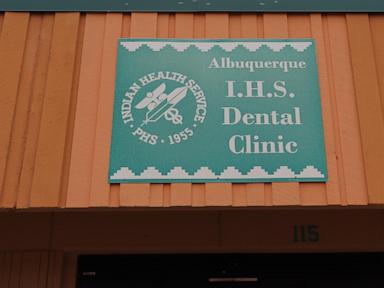 Albuquerque
I.H.S.
Dental
Clinic
INDIAN HEALTH SERVICE
· PHS · 1955 ·
115